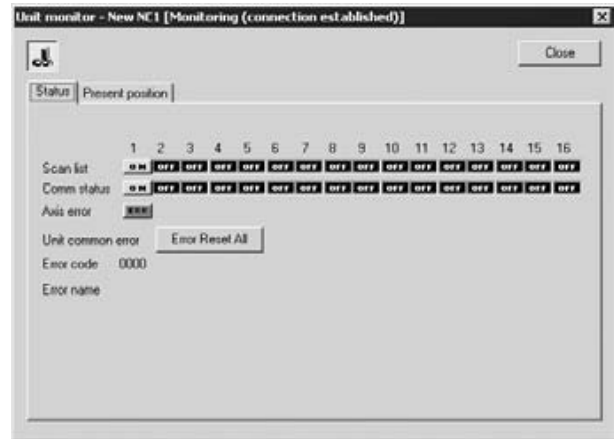 Unit monitor - New NC1 [Monitoring (connection established)]
Close
Status Present position
1 2 3 4 5 6 7 8 9 10 11 12 13 14 15 16
Scan list ON OFF OFF OFF OFF OFF OFF OFF OFF OFF OFF OFF OFF OFF OFF OFF
Comm status ON OFF OFF OFF OFF OFF OFF OFF OFF OFF OFF OFF OFF OFF OFF OFF
Axis error ERR
Unit common error Error Reset All
Error code 0000
Error name